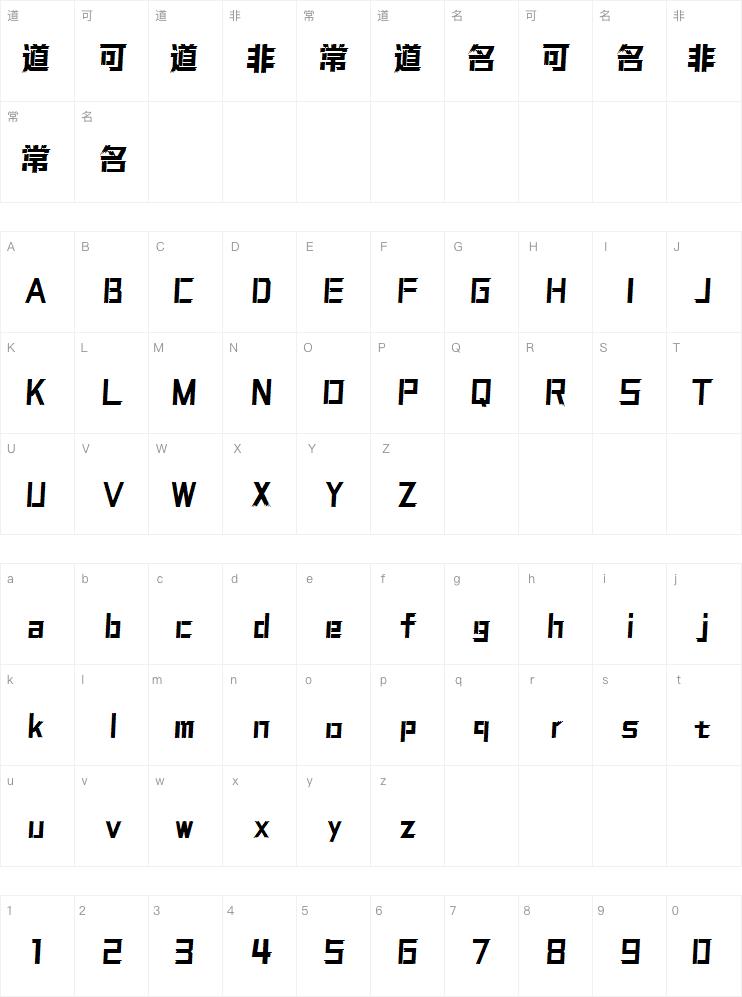 道 可 道 非 常 道 名 可 名 非
道 可 道 非 常 道 名 可 名 非
常 名
常 名
A B C D E F G H I J
A B C D E F G H I J
K L M N O P Q R S T
K L M N O P Q R S T
U V W X Y Z
U V W X Y Z
a b c d e f g h i j
a b c d e f g h i j
k l m n o p q r s t
k l m n o p q r s t
u v w x y z
u v w x y z
1 2 3 4 5 6 7 8 9 0
1 2 3 4 5 6 7 8 9 0